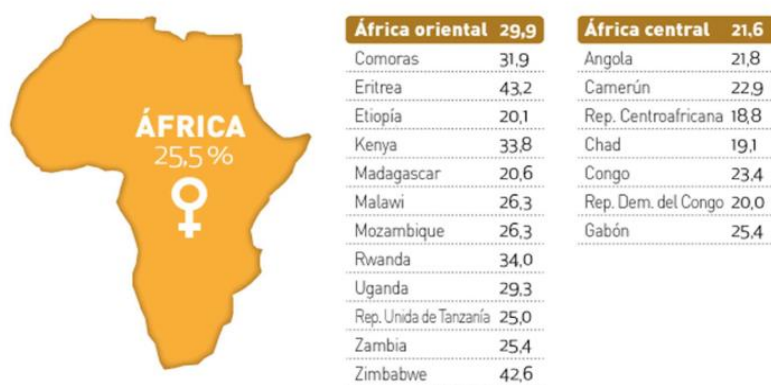 ÁFRICA
25,5 %
África oriental 29,9
Comoras 31,9
Eritrea 43,2
Etiopía 20,1
Kenya 33,8
Madagascar 20,6
Malawi 26,3
Mozambique 26,3
Rwanda 34,0
Uganda 29,3
Rep. Unida de Tanzanía 25,0
Zambia 25,4
Zimbabwe 42,6
África central 21,6
Angola 21,8
Camerún 22,9
Rep. Centroafricana 18,8
Chad 19,1
Congo 23,4
Rep. Dem. del Congo 20,0
Gabón 25,4